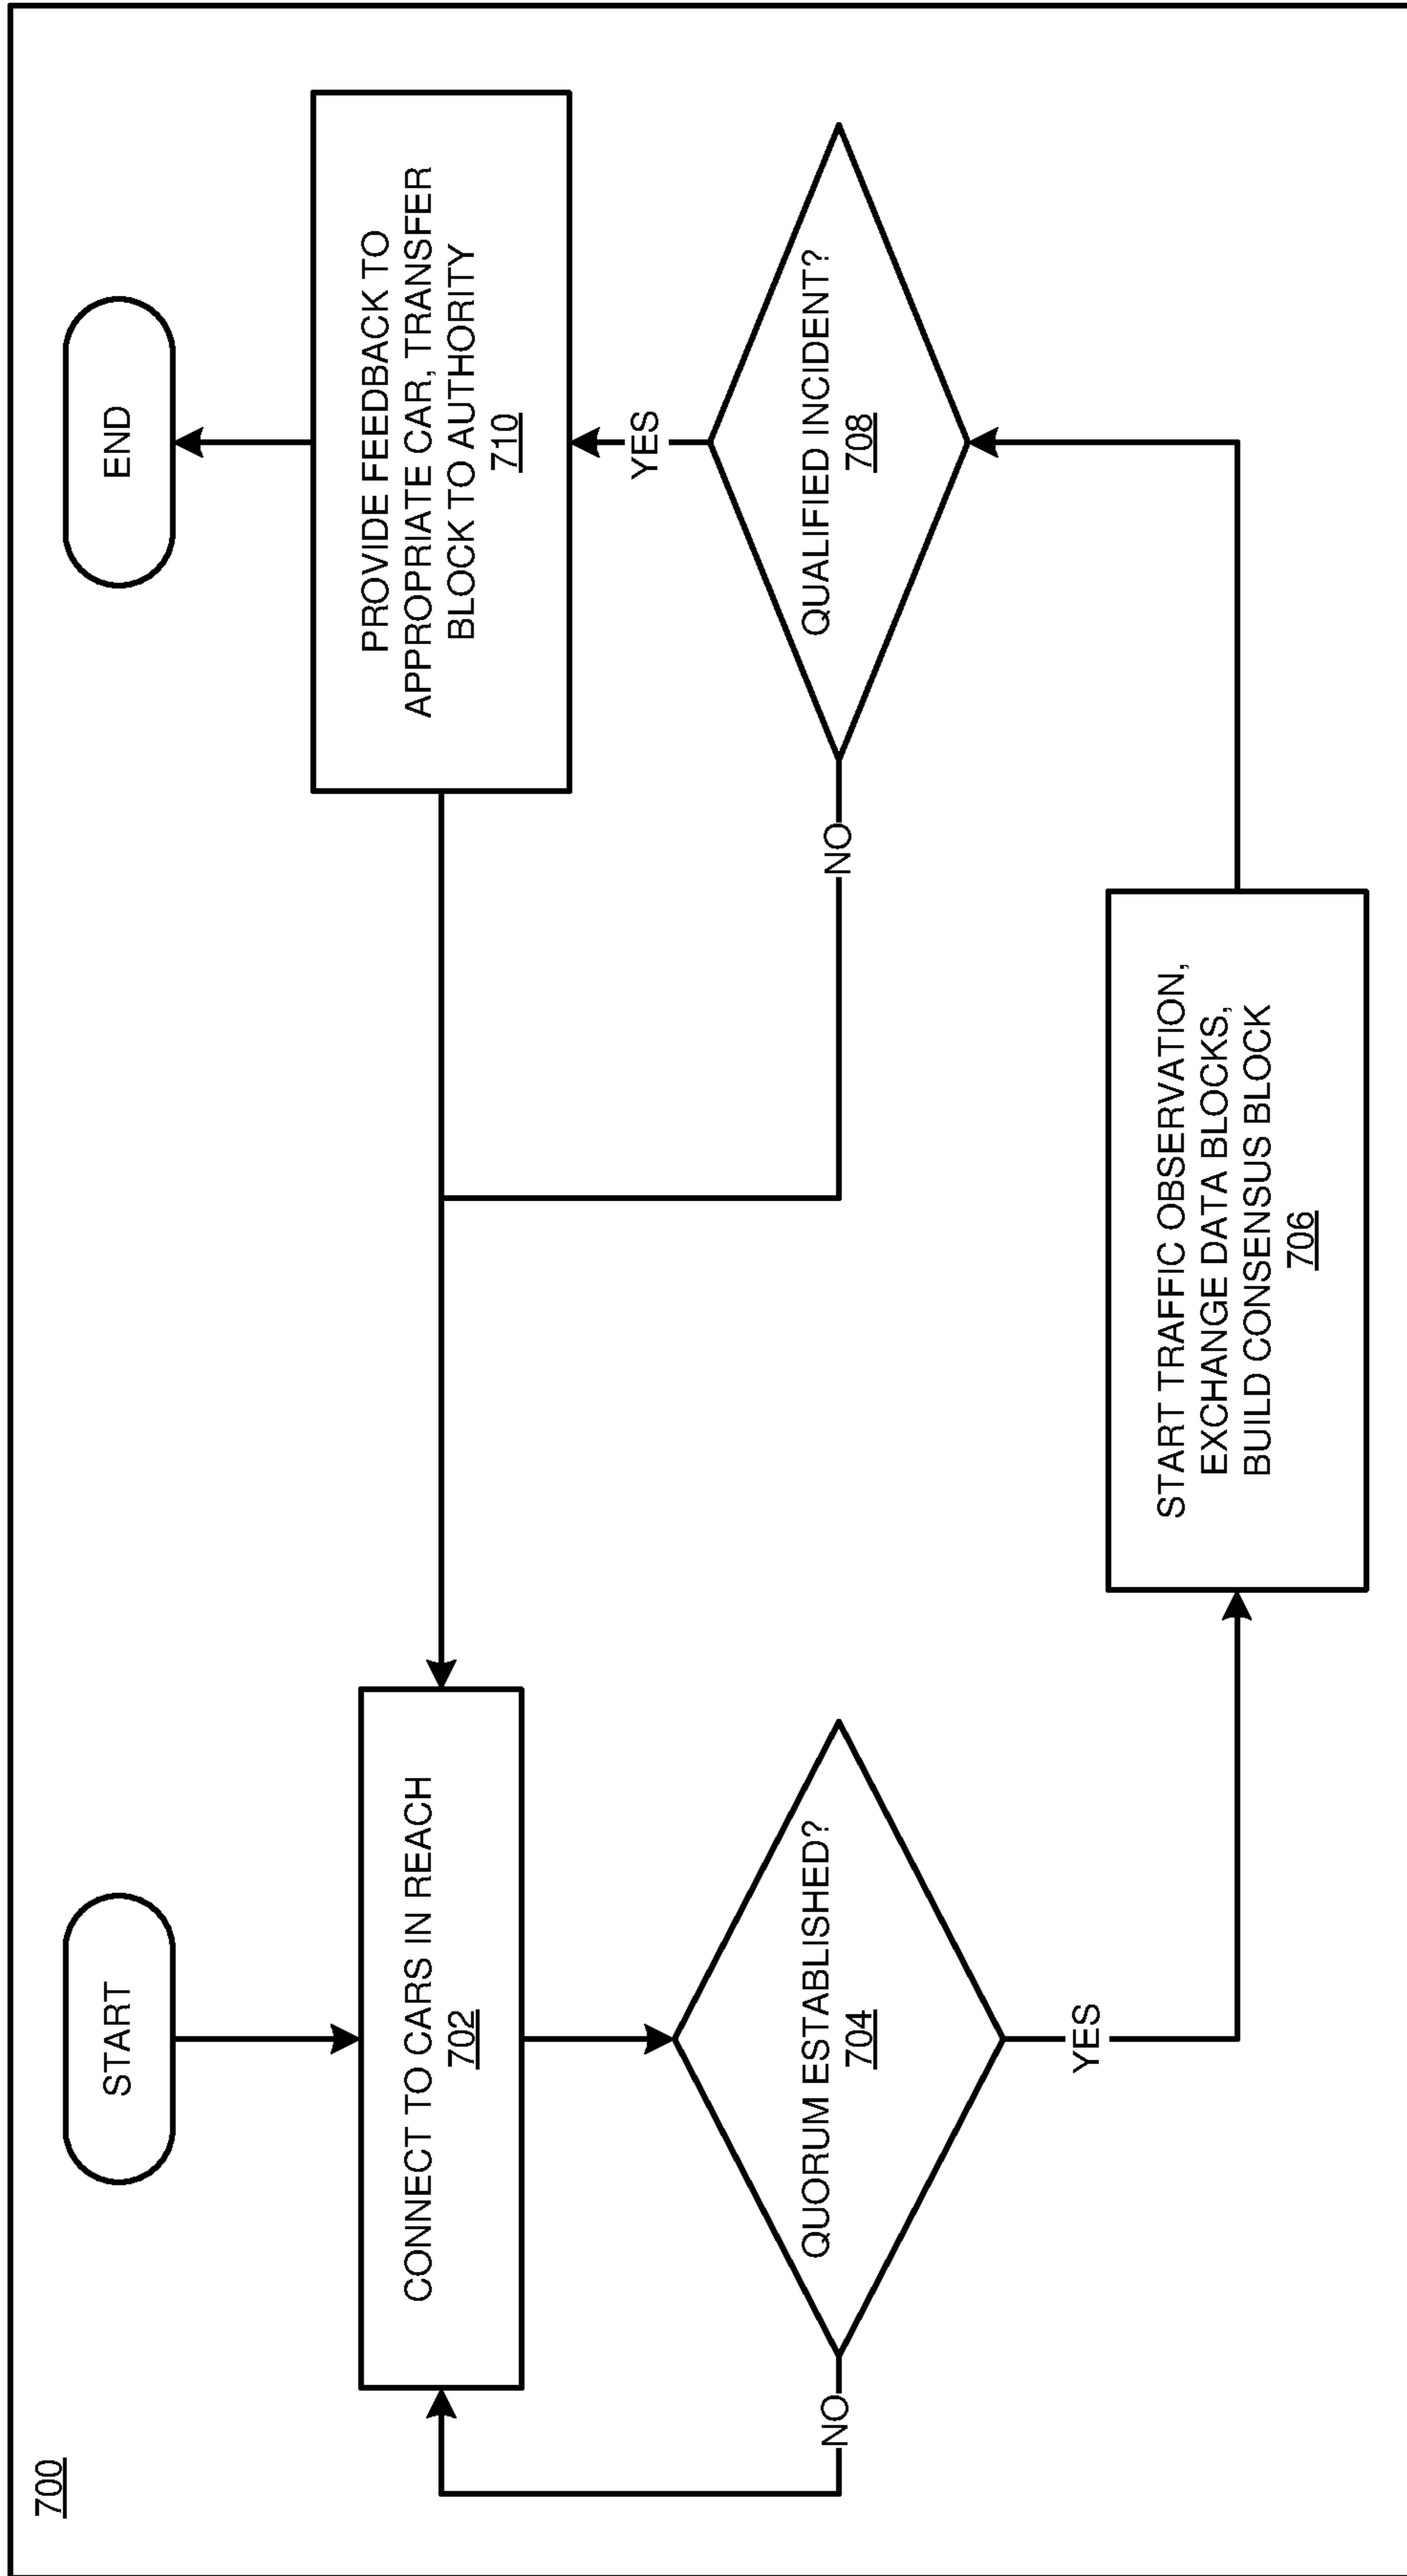 700
START
CONNECT TO CARS IN REACH
702
QUORUM ESTABLISHED?
704
NO
YES
START TRAFFIC OBSERVATION,
EXCHANGE DATA BLOCKS,
BUILD CONSENSUS BLOCK
706
QUALIFIED INCIDENT?
708
NO
YES
PROVIDE FEEDBACK TO
APPROPRIATE CAR, TRANSFER
BLOCK TO AUTHORITY
710
END